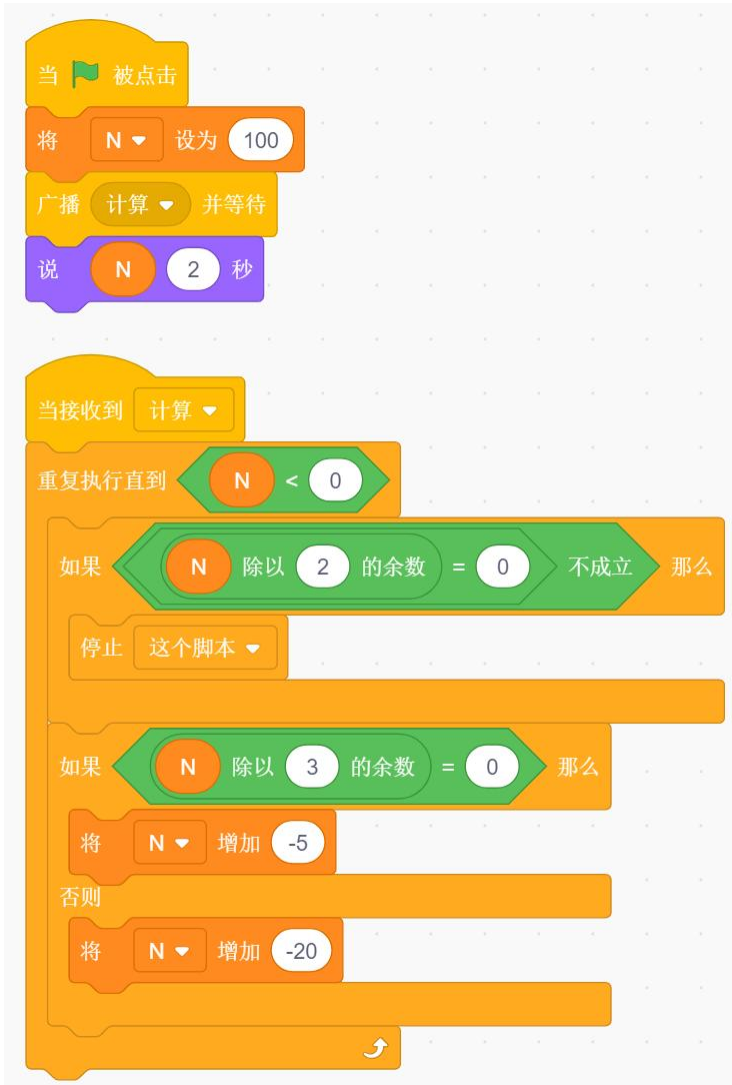 当 被点击
将 N 设为 100
广播 计算 并等待
说 N 2 秒
当接收到 计算
重复执行直到 N < 0
如果 N 除以 2 的余数 = 0 不成立 那么
停止 这个脚本
如果 N 除以 3 的余数 = 0 那么
将 N 增加 -5
否则
将 N 增加 -20